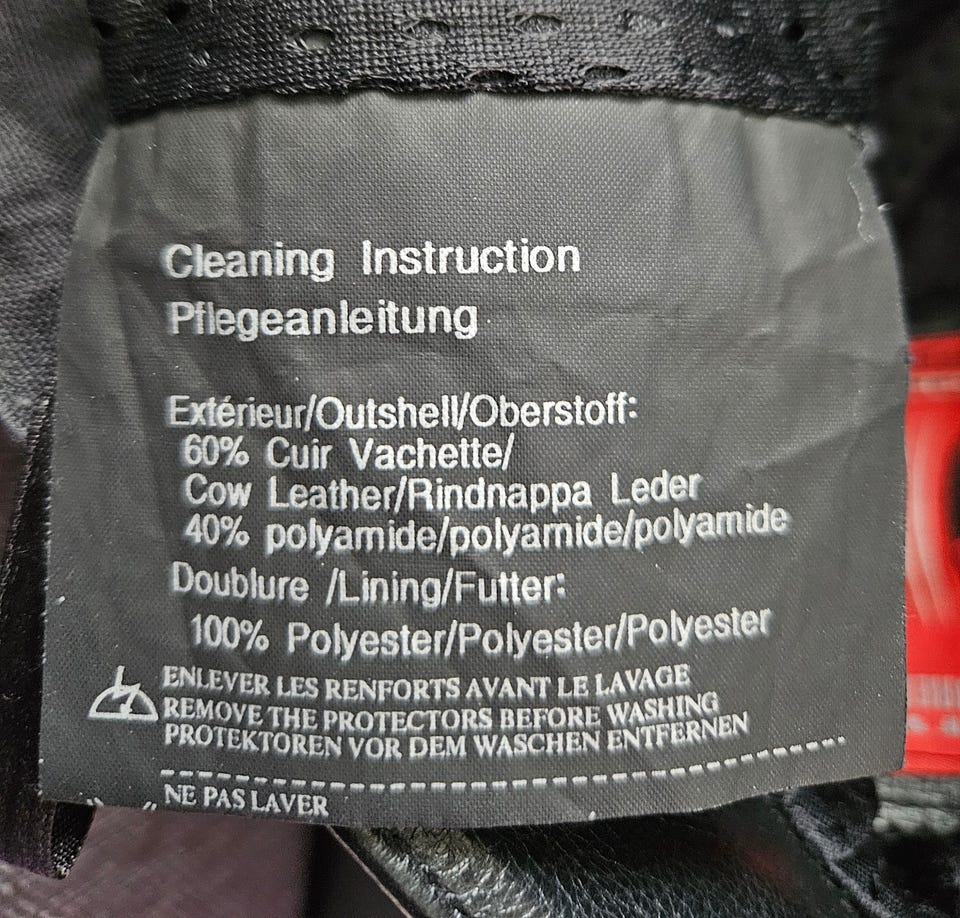 Cleaning Instruction
Pflegeanleitung
Extérieur/Outshell/Oberstoff:
60% Cuir Vachette/
Cow Leather/Rindnappa Leder
40% polyamide/polyamide/polyamide
Doublure /Lining/Futter:
100% Polyester/Polyester/Polyester
ENLEVER LES RENFORTS AVANT LE LAVAGE
REMOVE THE PROTECTORS BEFORE WASHING
PROTEKTOREN VOR DEM WASCHEN ENTFERNEN
NE PAS LAVER